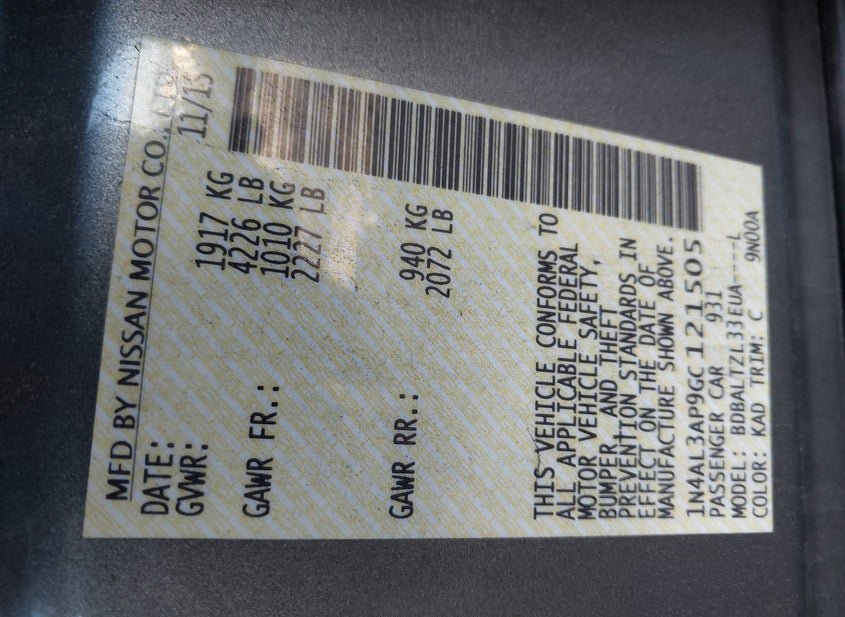 MFD BY NISSAN MOTOR CO., LTD.
DATE: 11/15
GVWR: 1917 KG
4226 LB
GAWR FR.: 1010 KG
2227 LB
GAWR RR.: 940 KG
2072 LB
THIS VEHICLE CONFORMS TO
ALL APPLICABLE FEDERAL
MOTOR VEHICLE SAFETY,
BUMPER, AND THEFT
PREVENTION STANDARDS IN
EFFECT ON THE DATE OF
MANUFACTURE SHOWN ABOVE.
1N4AL3AP9GC121505
PASSENGER CAR 931
MODEL: BDBALTZL33EUA----L
COLOR: KAD TRIM: C 9N00A